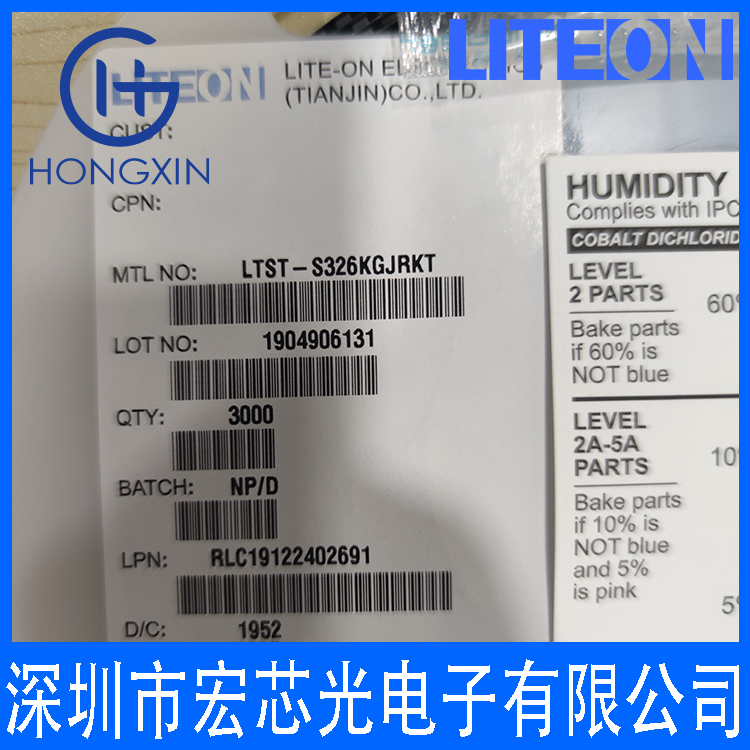 LITEON
LITEON
LITE-ON
(TIANJIN)CO.,LTD.
HONGXIN
CUST:
CPN:
MTL NO: LTST-S326KGJRKT
LOT NO: 1904906131
QTY: 3000
BATCH: NP/D
LPN: RLC19122402691
D/C: 1952
HUMIDITY
Complies with IPC
COBALT DICHLORID
LEVEL
2 PARTS
60%
Bake parts
if 60% is
NOT blue
LEVEL
2A-5A
PARTS
10%
Bake parts
if 10% is
NOT blue
and 5%
is pink
5%
深圳市宏芯光电子有限公司